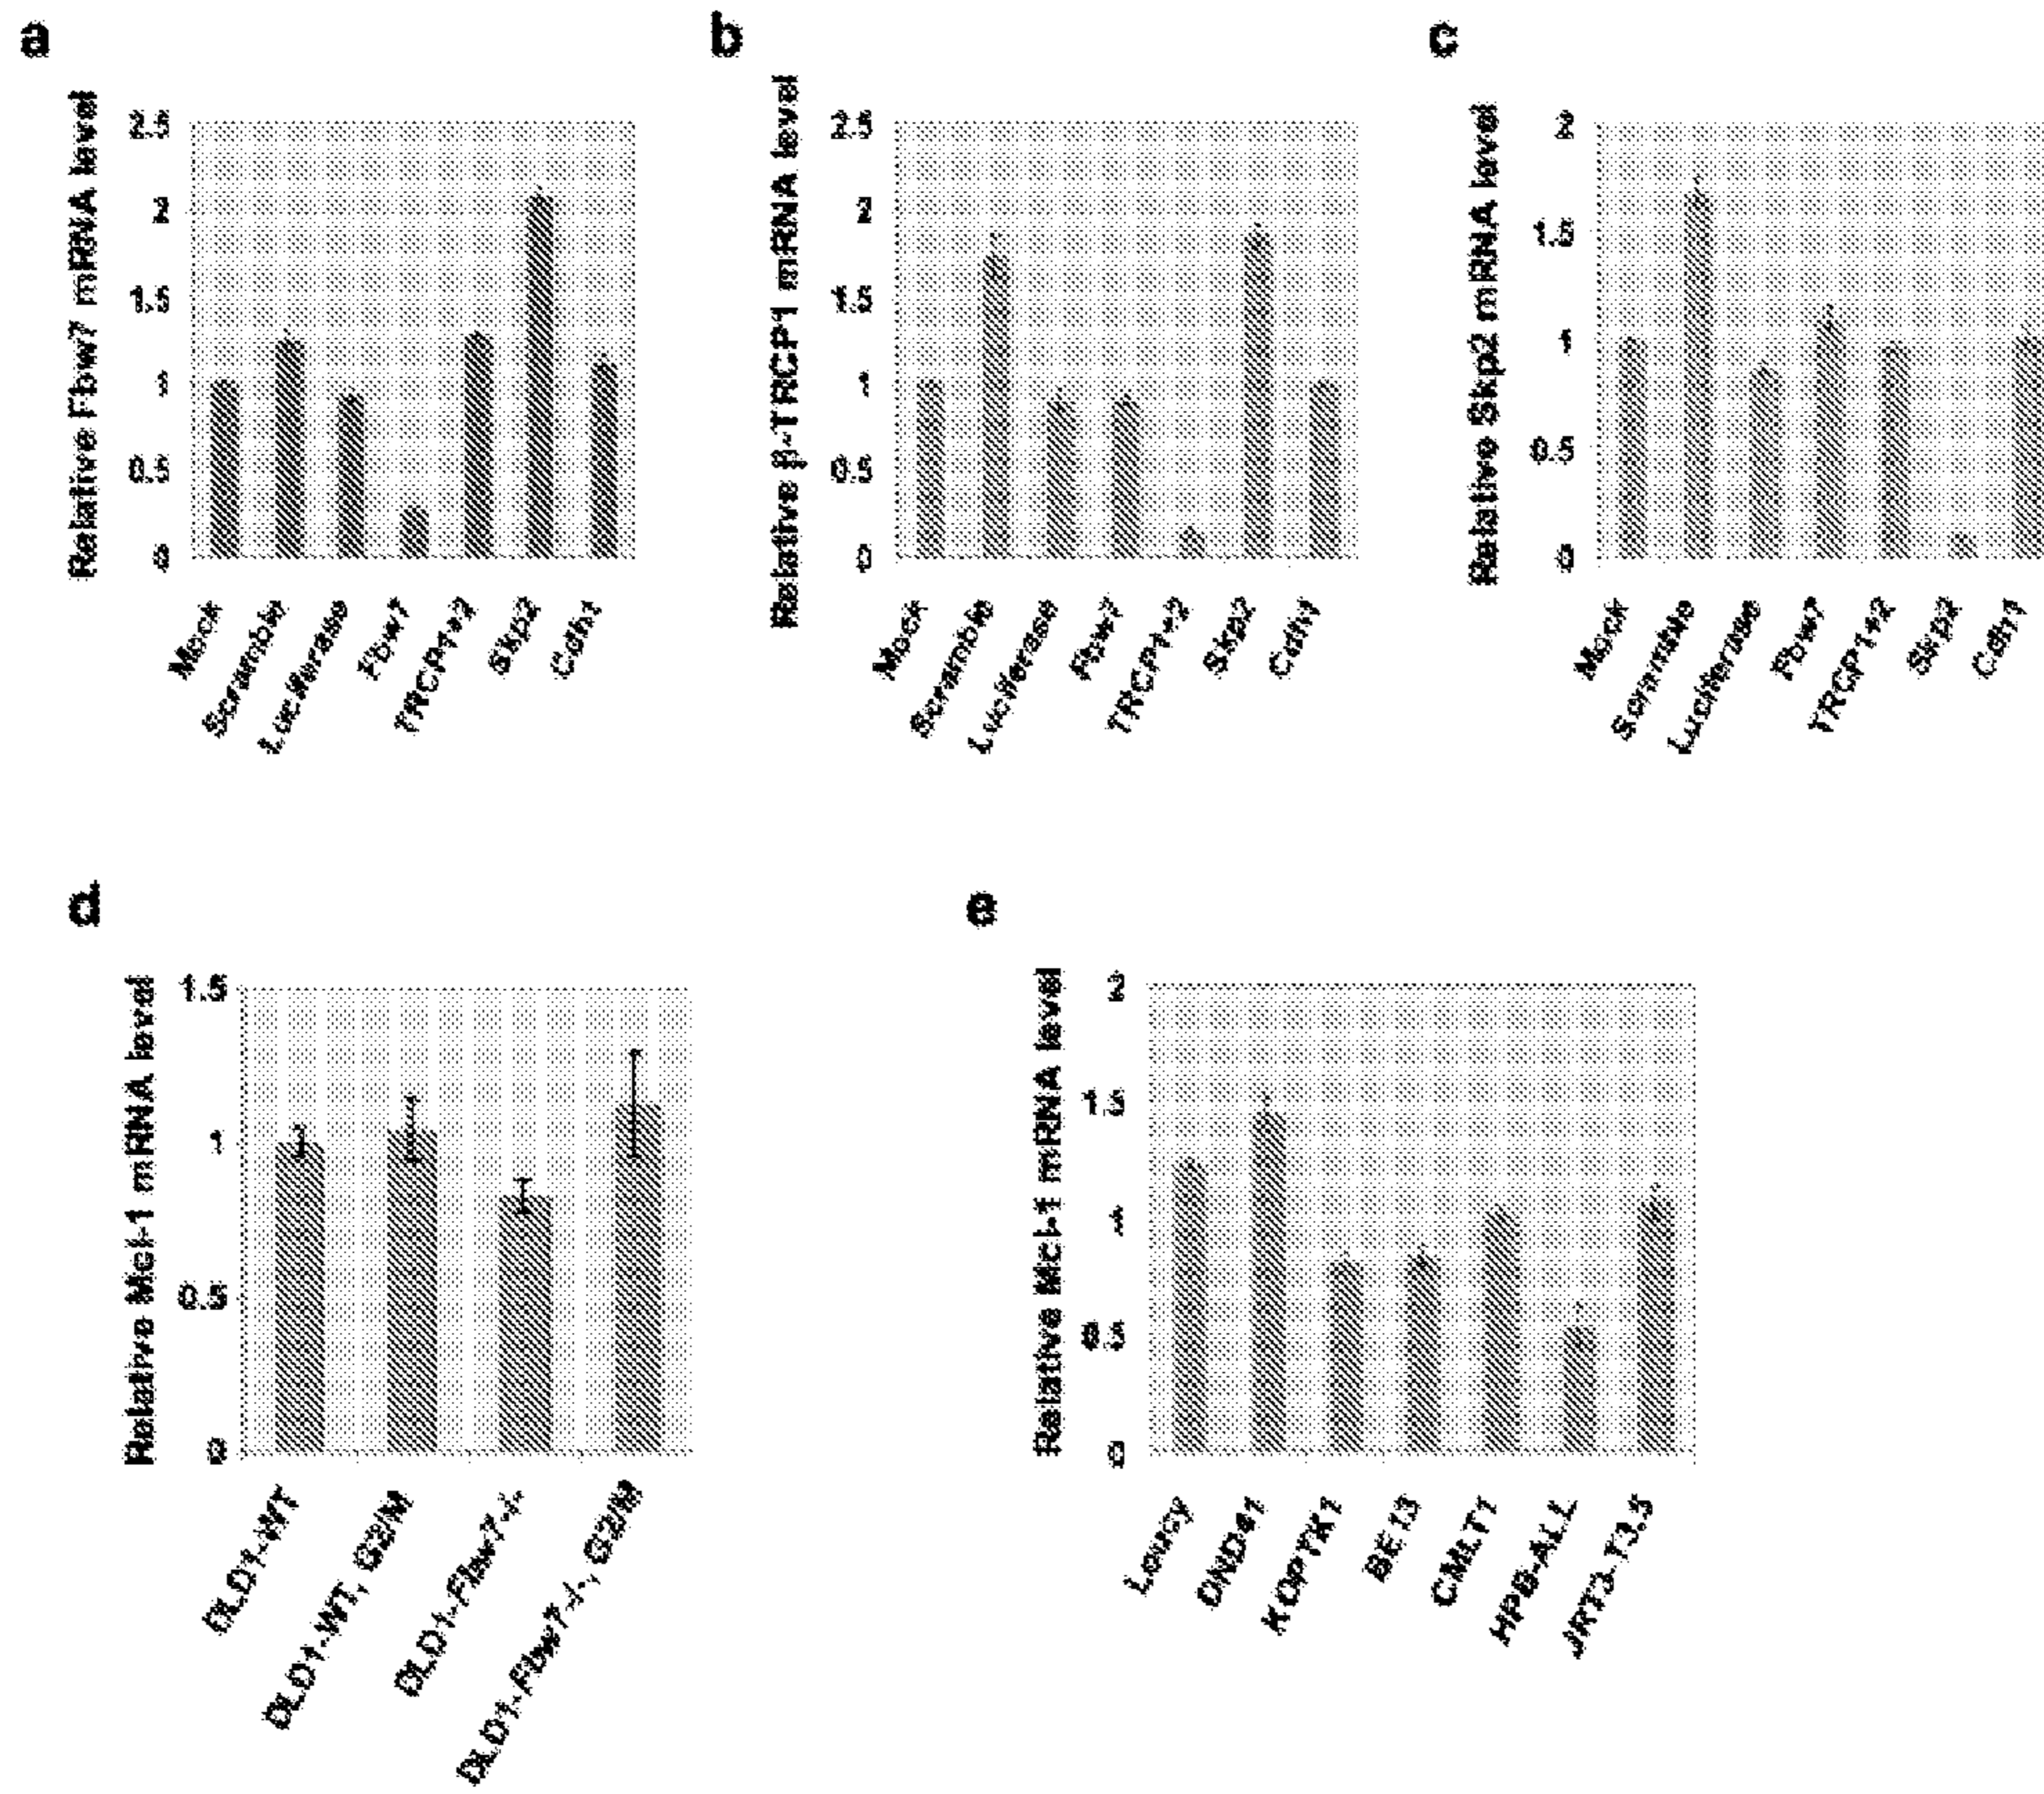 a
Relative Fbw7 mRNA level
2.5
2
1.5
1
0.5
0
Mock
Scramble
Luciferase
Fbw7
TRCP1+2
Skp2
Cdh1
b
Relative β-TRCP1 mRNA level
2.5
2
1.5
1
0.5
0
Mock
Scramble
Luciferase
Fbw7
TRCP1+2
Skp2
Cdh1
c
Relative Skp2 mRNA level
2
1.5
1
0.5
0
Mock
Scramble
Luciferase
Fbw7
TRCP1+2
Skp2
Cdh1
d
Relative Mcl-1 mRNA level
1.5
1
0.5
0
DLD1-WT
DLD1-WT, G2/M
DLD1-Fbw7-/-
DLD1-Fbw7-/-, G2/M
e
Relative Mcl-1 mRNA level
2
1.5
1
0.5
0
Loucy
DND41
KOPTK1
BE13
CMLT1
HPB-ALL
JRT3-T3.5